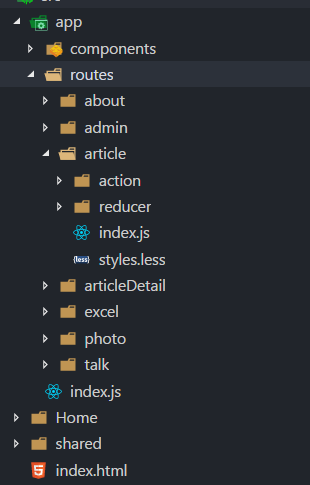 app
components
routes
about
admin
article
action
reducer
index.js
{less} styles.less
articleDetail
excel
photo
talk
index.js
Home
shared
index.html